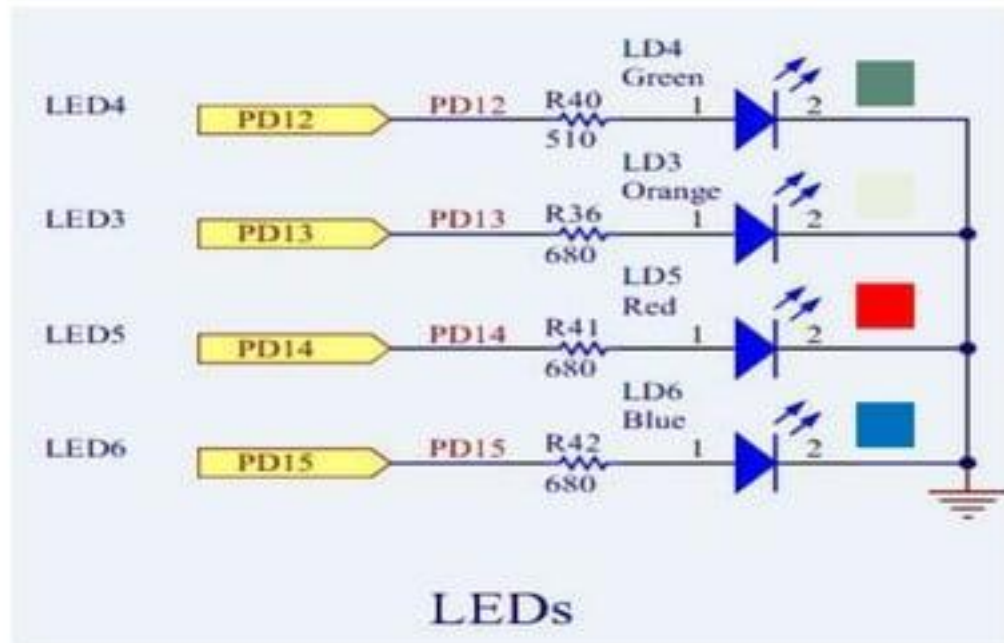 LD4
Green
LED4 PD12 PD12 R40 1 2
510
LD3
Orange
LED3 PD13 PD13 R36 1 2
680
LD5
Red
LED5 PD14 PD14 R41 1 2
680
LD6
Blue
LED6 PD15 PD15 R42 1 2
680
LEDs